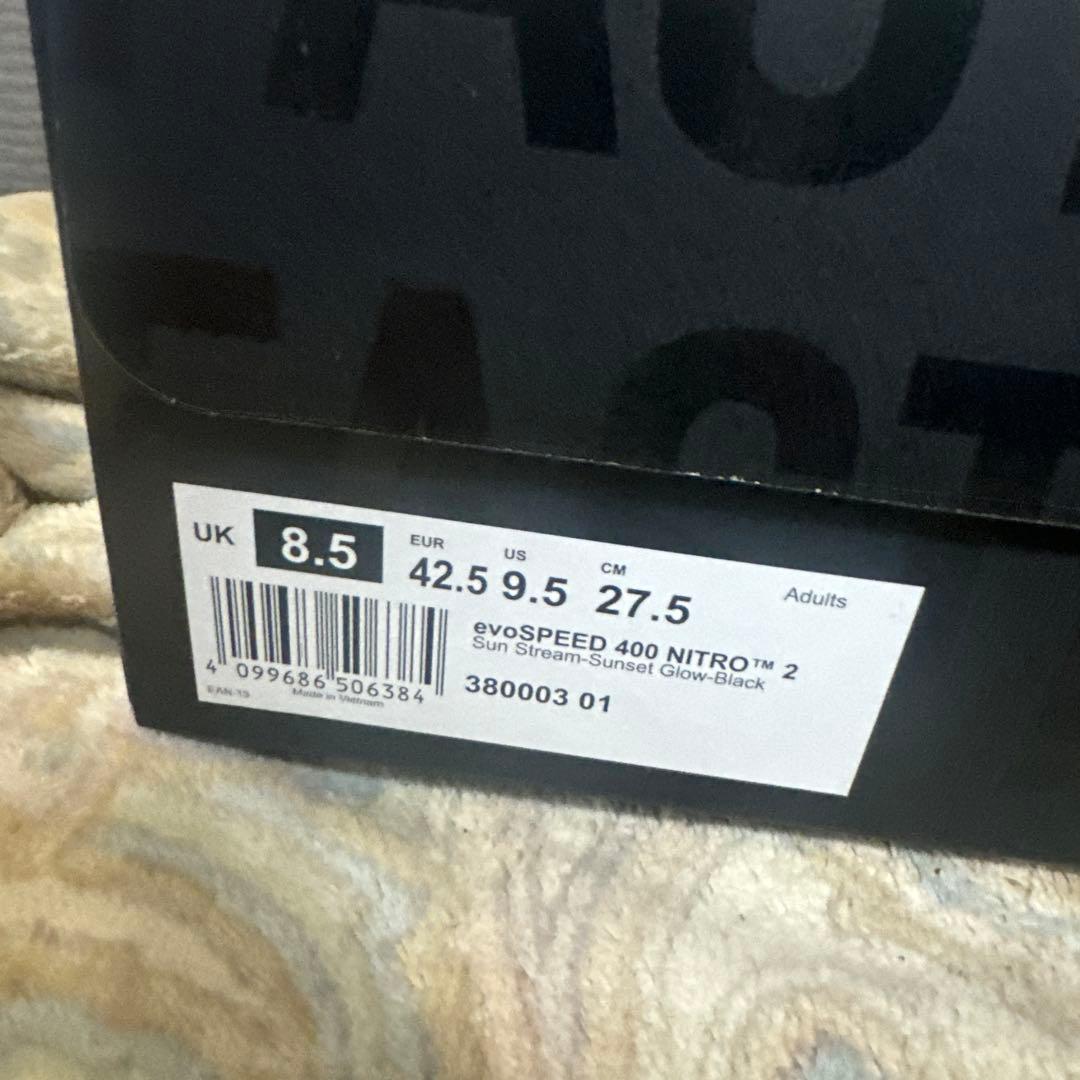 UK 8.5 EUR 42.5 US 9.5 CM 27.5 Adults
evoSPEED 400 NITRO™ 2
Sun Stream-Sunset Glow-Black
380003 01
4 099686 506384
EAN-13 Made in Vietnam